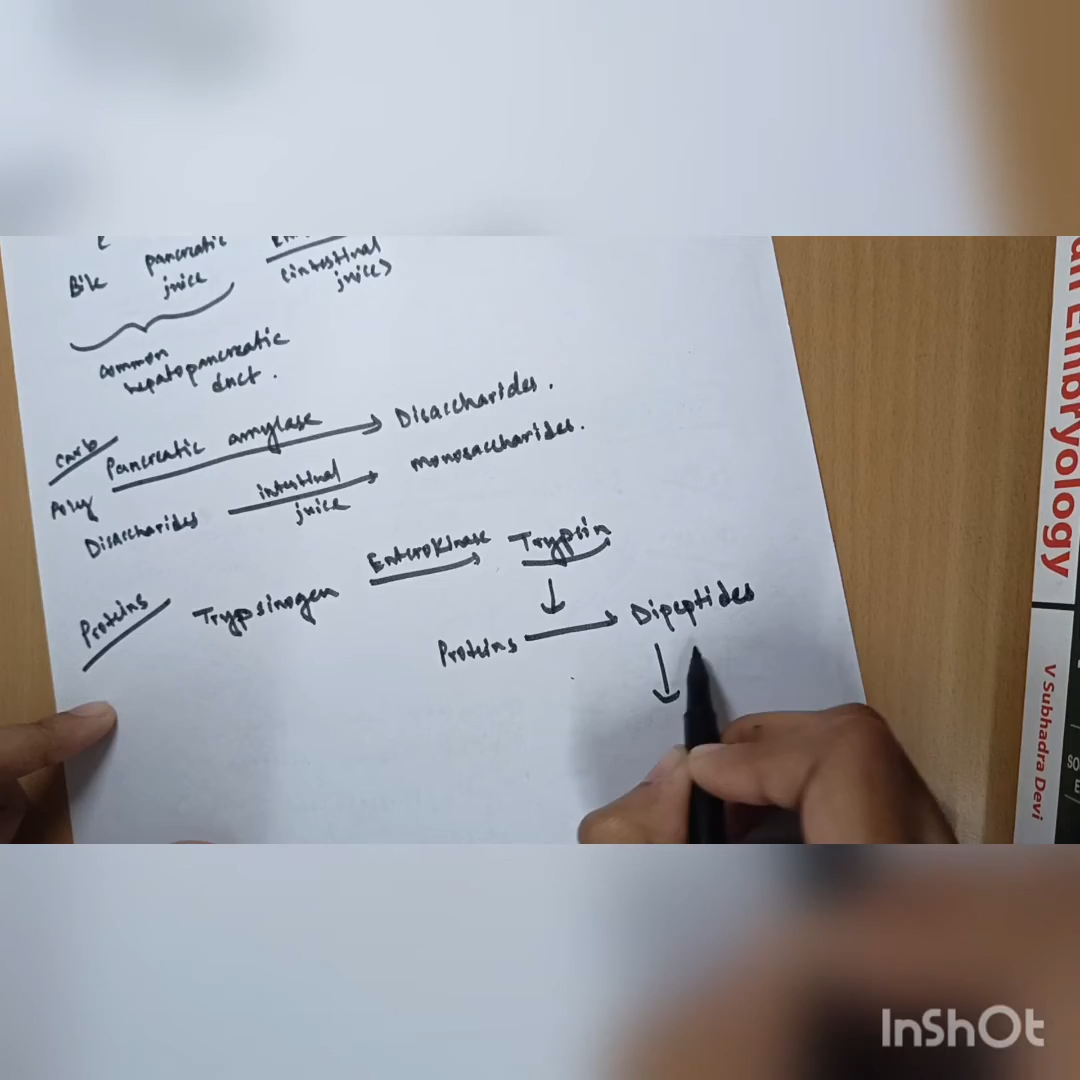 Bile
pancreatic
juice
(intestinal
juice)
common
hepatopancreatic
duct.
Carb
Poly
Pancreatic amylase
Disaccharides.
Disaccharides
intestinal
juice
monosaccharides.
Proteins
Trypsinogen
Enterokinase
Trypsin
Proteins
Dipeptides
Embryology
V Subhadra Devi
InShOt